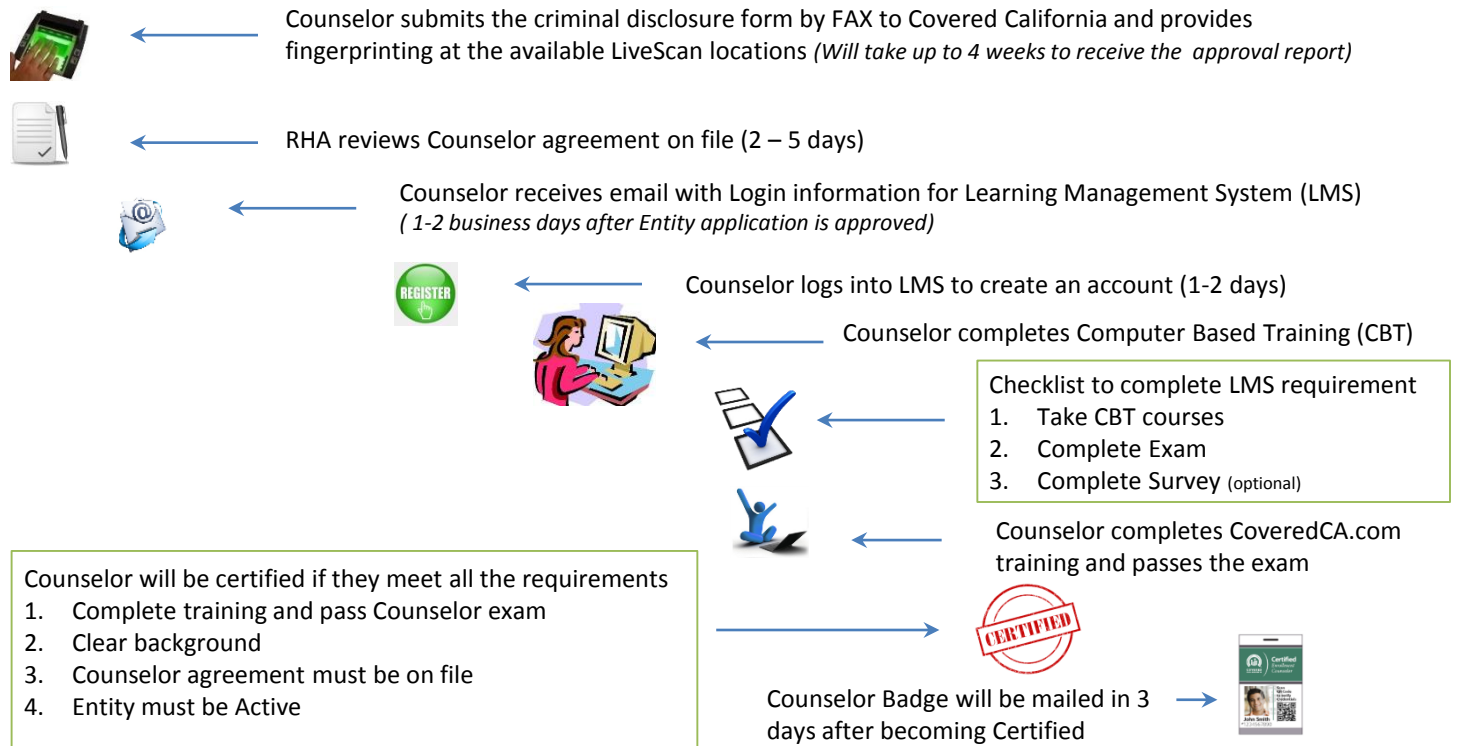 Counselor submits the criminal disclosure form by FAX to Covered California and provides
fingerprinting at the available LiveScan locations (Will take up to 4 weeks to receive the approval report)
RHA reviews Counselor agreement on file (2 – 5 days)
Counselor receives email with Login information for Learning Management System (LMS)
( 1-2 business days after Entity application is approved)
REGISTER
Counselor logs into LMS to create an account (1-2 days)
Counselor completes Computer Based Training (CBT)
Checklist to complete LMS requirement
1. Take CBT courses
2. Complete Exam
3. Complete Survey (optional)
Counselor completes CoveredCA.com
training and passes the exam
Counselor will be certified if they meet all the requirements
1. Complete training and pass Counselor exam
2. Clear background
3. Counselor agreement must be on file
4. Entity must be Active
CERTIFIED
Counselor Badge will be mailed in 3
days after becoming Certified
Certified
Enrollment
Counselor
John Smith